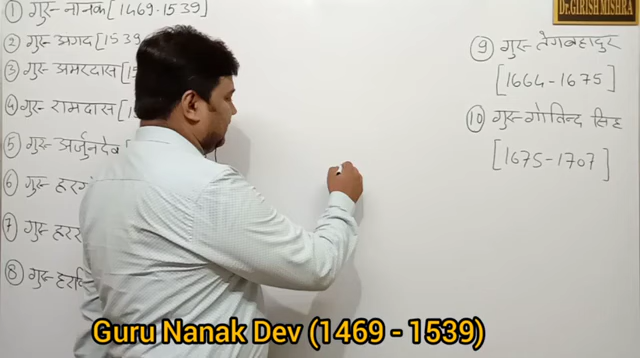 Dr. GIRISH MISHRA
① गुरु नानक [1469-1539]
② गुरु अंगद [1539
③ गुरु अमरदास [15
④ गुरु रामदास [1
⑤ गुरु अर्जुनदेव
⑥ गुरु हरगो
⑦ गुरु हरर
⑧ गुरु हरकि
⑨ गुरु तेगबहादुर
[1664-1675]
⑩ गुरु गोविन्द सिंह
[1675-1707]
Guru Nanak Dev (1469 - 1539)